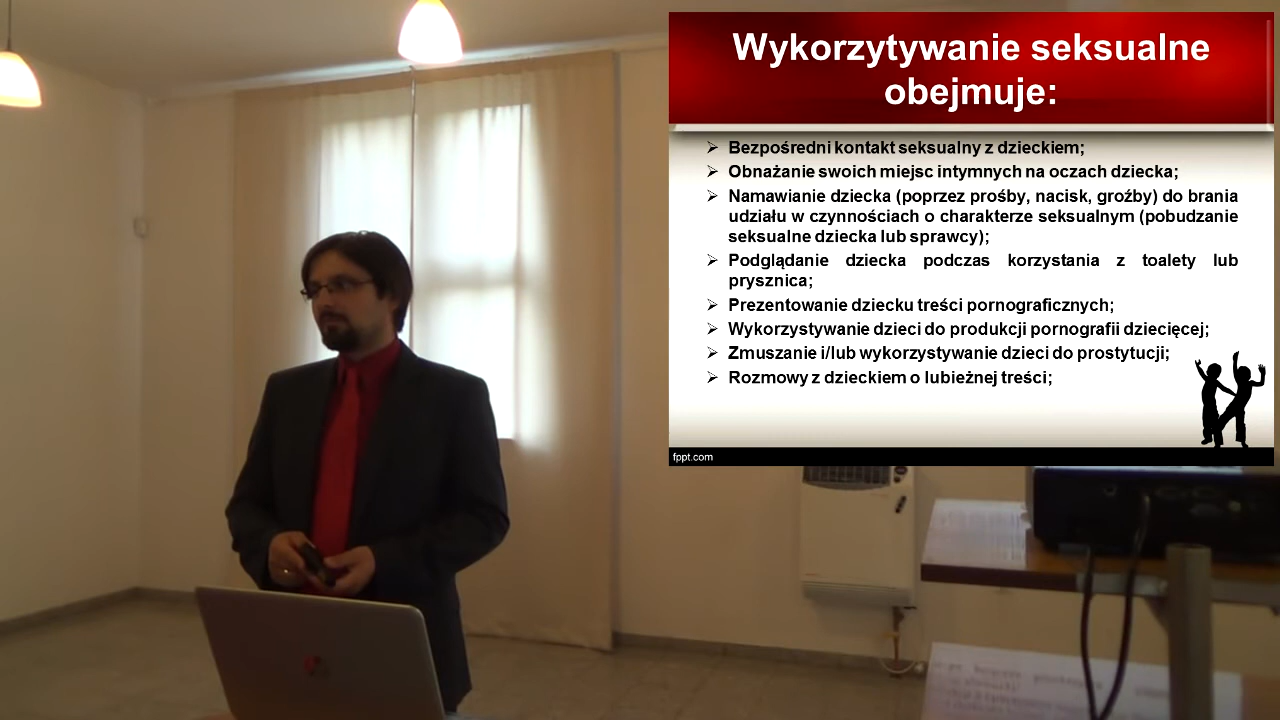 Wykorzytywanie seksualne
obejmuje:
Bezpośredni kontakt seksualny z dzieckiem;
Obnażanie swoich miejsc intymnych na oczach dziecka;
Namawianie dziecka (poprzez prośby, nacisk, groźby) do brania
udziału w czynnościach o charakterze seksualnym (pobudzanie
seksualne dziecka lub sprawcy);
Podglądanie dziecka podczas korzystania z toalety lub
prysznica;
Prezentowanie dziecku treści pornograficznych;
Wykorzystywanie dzieci do produkcji pornografii dziecięcej;
Zmuszanie i/lub wykorzystywanie dzieci do prostytucji;
Rozmowy z dzieckiem o lubieżnej treści;
fppt.com